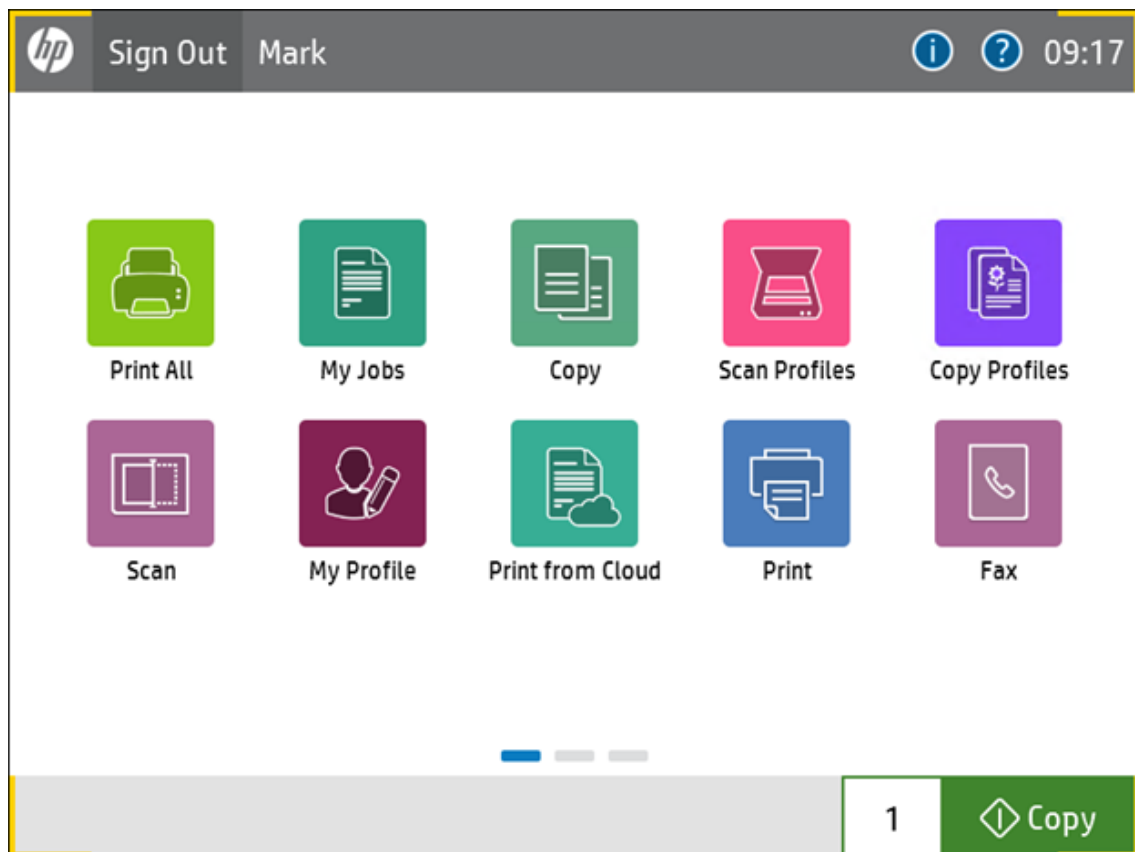 hp Sign Out Mark i ? 09:17
Print All My Jobs Copy Scan Profiles Copy Profiles
Scan My Profile Print from Cloud Print Fax
1 Copy